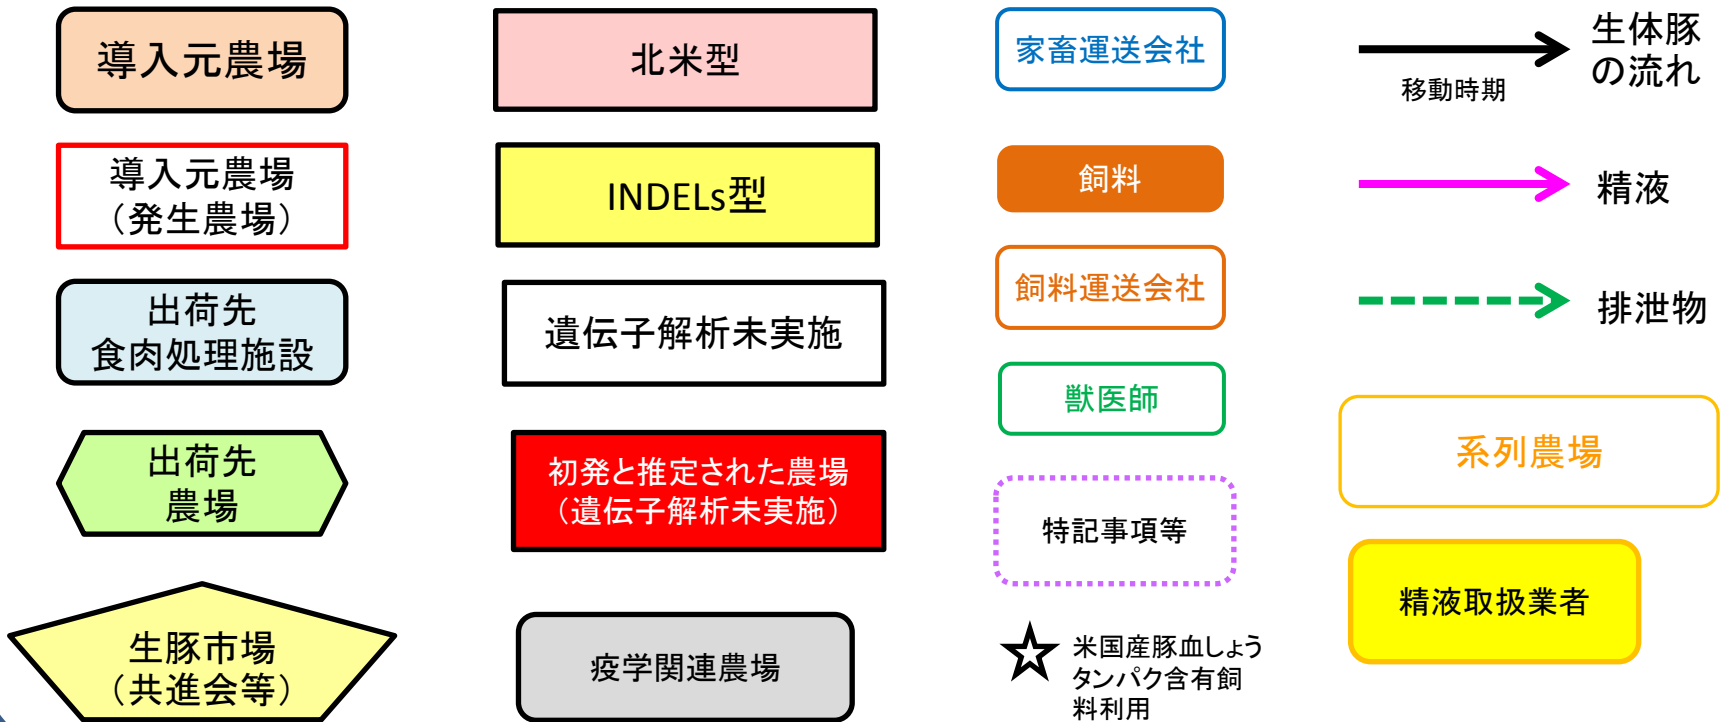 導入元農場
導入元農場
（発生農場）
出荷先
食肉処理施設
出荷先
農場
生豚市場
（共進会等）
北米型
INDELs型
遺伝子解析未実施
初発と推定された農場
（遺伝子解析未実施）
疫学関連農場
家畜運送会社
飼料
飼料運送会社
獣医師
特記事項等
米国産豚血しょう
タンパク含有飼
料利用
生体豚
の流れ
移動時期
精液
排泄物
系列農場
精液取扱業者